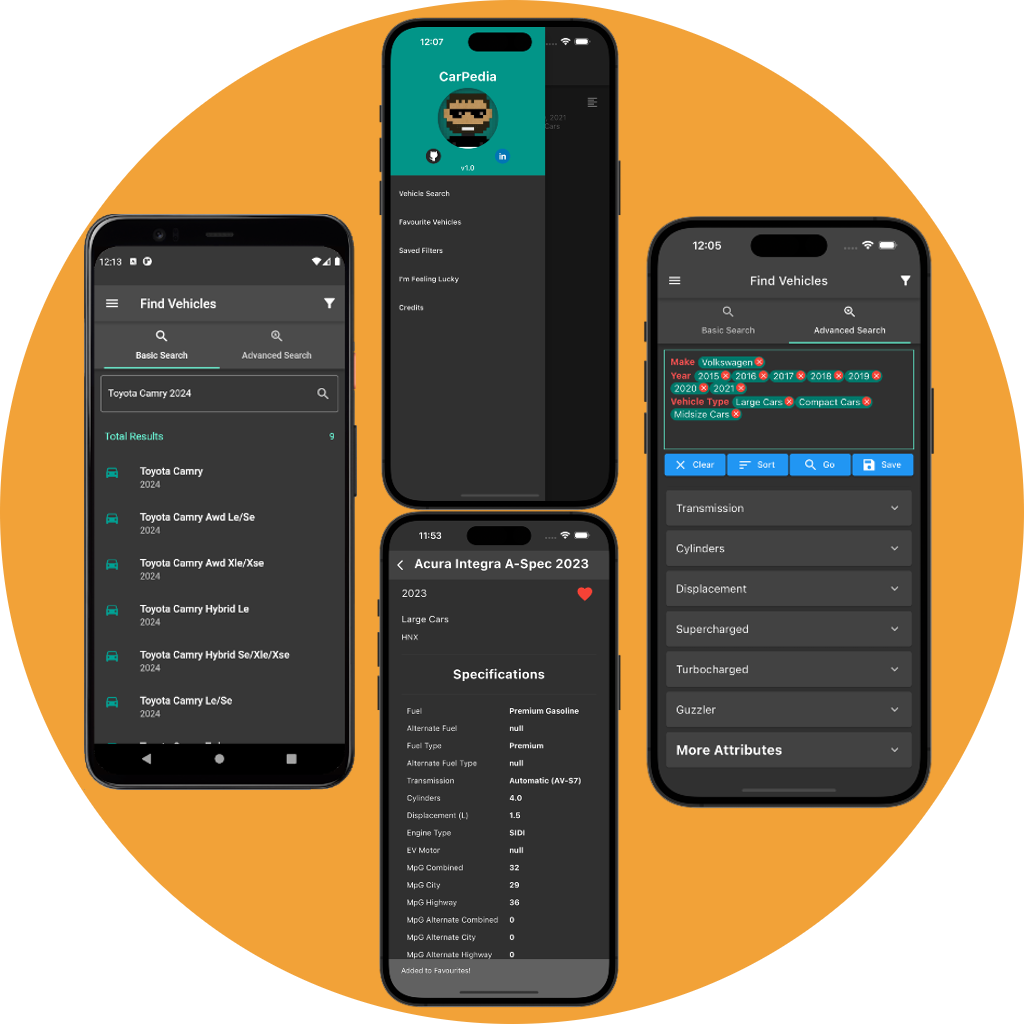 12:07
CarPedia
in
v1.0
Vehicle Search
Favourite Vehicles
Saved Filters
I'm Feeling Lucky
Credits
, 2021
Cars
12:13
Find Vehicles
Basic Search Advanced Search
Toyota Camry 2024
Total Results 9
Toyota Camry
2024
Toyota Camry Awd Le/Se
2024
Toyota Camry Awd Xle/Xse
2024
Toyota Camry Hybrid Le
2024
Toyota Camry Hybrid Se/Xle/Xse
2024
Toyota Camry Le/Se
2024
12:05
Find Vehicles
Basic Search Advanced Search
Make Volkswagen
Year 2015 2016 2017 2018 2019
2020 2021
Vehicle Type Large Cars Compact Cars
Midsize Cars
Clear Sort Go Save
Transmission
Cylinders
Displacement
Supercharged
Turbocharged
Guzzler
More Attributes
11:53
Acura Integra A-Spec 2023
2023
Large Cars
HNX
Specifications
Fuel Premium Gasoline
Alternate Fuel null
Fuel Type Premium
Alternate Fuel Type null
Transmission Automatic (AV-S7)
Cylinders 4.0
Displacement (L) 1.5
Engine Type SIDI
EV Motor null
MpG Combined 32
MpG City 29
MpG Highway 36
MpG Alternate Combined 0
MpG Alternate City 0
MpG Alternate Highway 0
Added to Favourites!